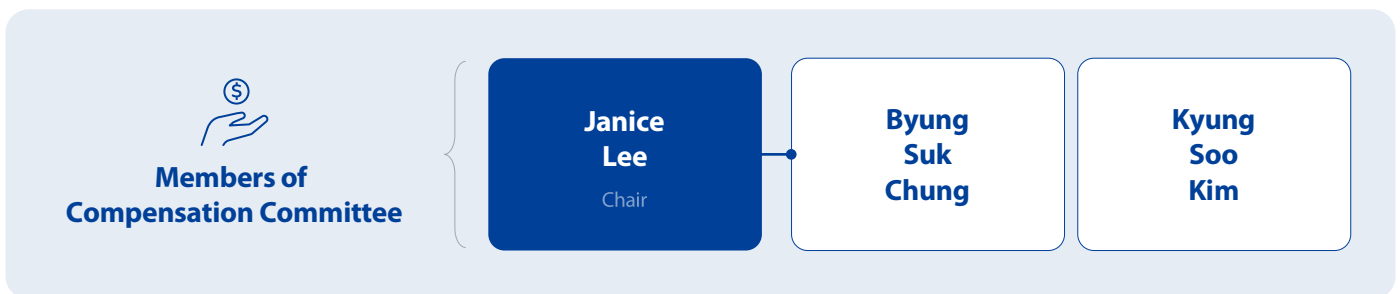 $
Members of
Compensation Committee
Janice
Lee
Chair
Byung
Suk
Chung
Kyung
Soo
Kim